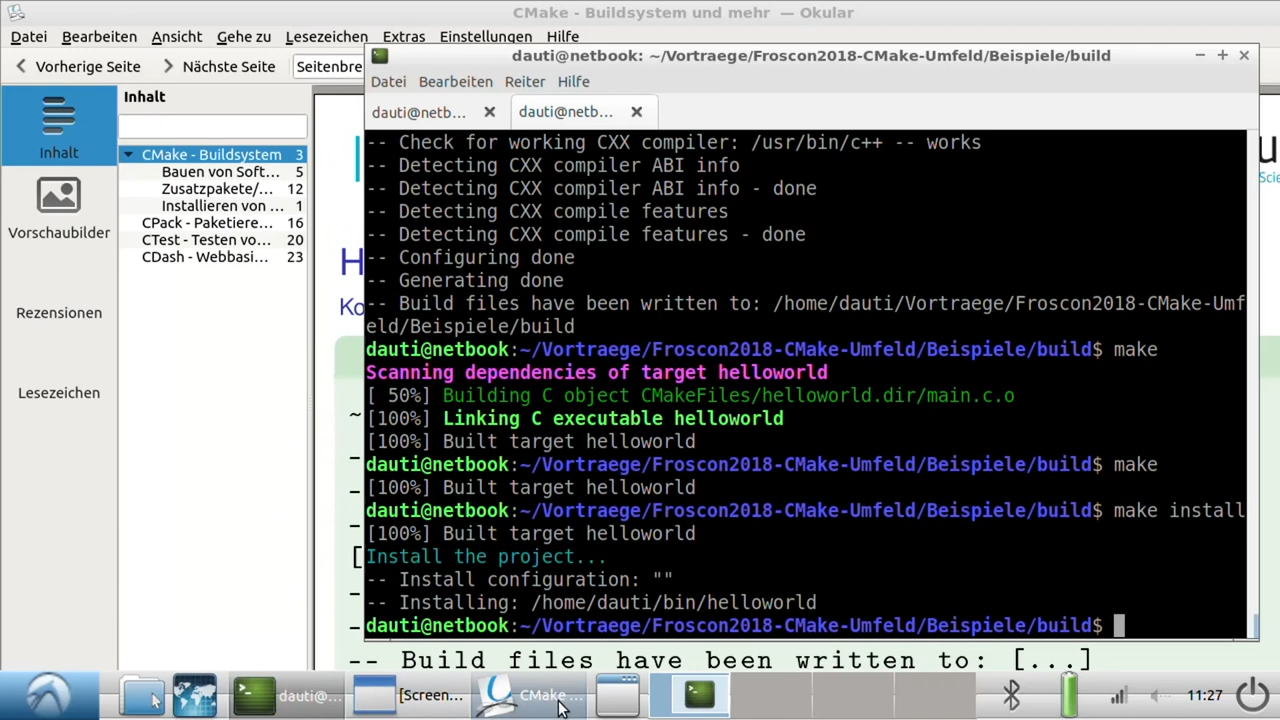 CMake - Buildsystem und mehr — Okular
Datei Bearbeiten Ansicht Gehe zu Lesezeichen Extras Einstellungen Hilfe
Vorherige Seite Nächste Seite Seitenbre
Inhalt
Inhalt
Vorschaubilder
Rezensionen
Lesezeichen
CMake - Buildsystem 3
Bauen von Soft... 5
Zusatzpakete/... 12
Installieren von ... 1
CPack - Paketiere... 16
CTest - Testen vo... 20
CDash - Webbasi... 23
dauti@netbook: ~/Vortraege/Froscon2018-CMake-Umfeld/Beispiele/build
Datei Bearbeiten Reiter Hilfe
dauti@netb... dauti@netb...
-- Check for working CXX compiler: /usr/bin/c++ -- works
-- Detecting CXX compiler ABI info
-- Detecting CXX compiler ABI info - done
-- Detecting CXX compile features
-- Detecting CXX compile features - done
-- Configuring done
-- Generating done
-- Build files have been written to: /home/dauti/Vortraege/Froscon2018-CMake-Umf
eld/Beispiele/build
dauti@netbook:~/Vortraege/Froscon2018-CMake-Umfeld/Beispiele/build$ make
Scanning dependencies of target helloworld
[ 50%] Building C object CMakeFiles/helloworld.dir/main.c.o
[100%] Linking C executable helloworld
[100%] Built target helloworld
dauti@netbook:~/Vortraege/Froscon2018-CMake-Umfeld/Beispiele/build$ make
[100%] Built target helloworld
dauti@netbook:~/Vortraege/Froscon2018-CMake-Umfeld/Beispiele/build$ make install
[100%] Built target helloworld
Install the project...
-- Install configuration: ""
-- Installing: /home/dauti/bin/helloworld
dauti@netbook:~/Vortraege/Froscon2018-CMake-Umfeld/Beispiele/build$
-- Build files have been written to: [...]
dauti@... [Screen... CMake ... 11:27